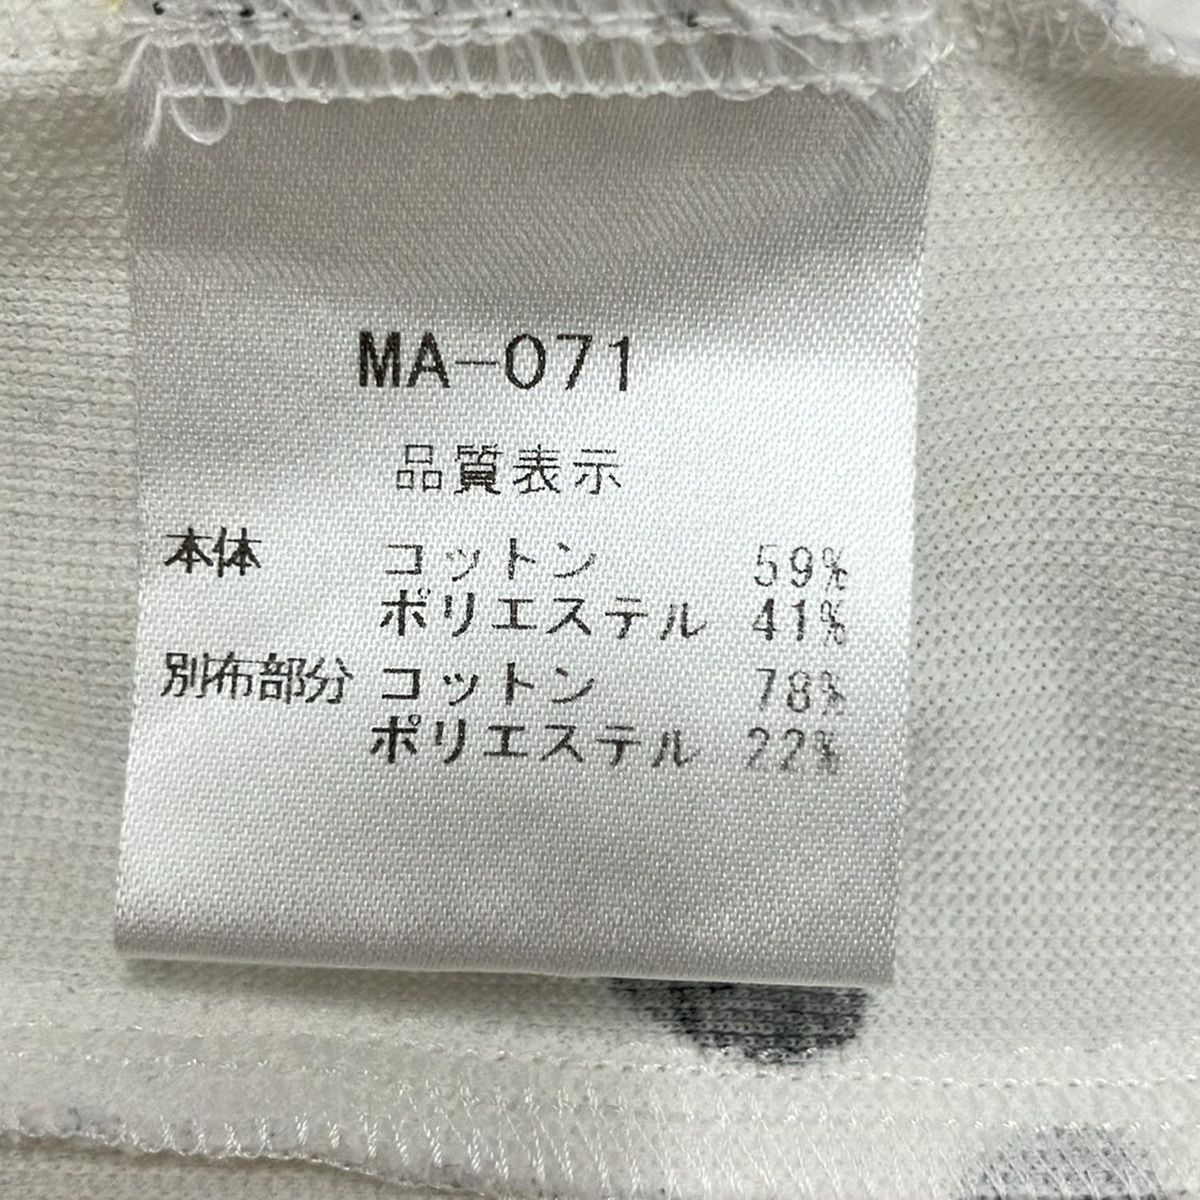 MA-071
品質表示
本体 コットン 59%
ポリエステル 41%
別布部分 コットン 78%
ポリエステル 22%